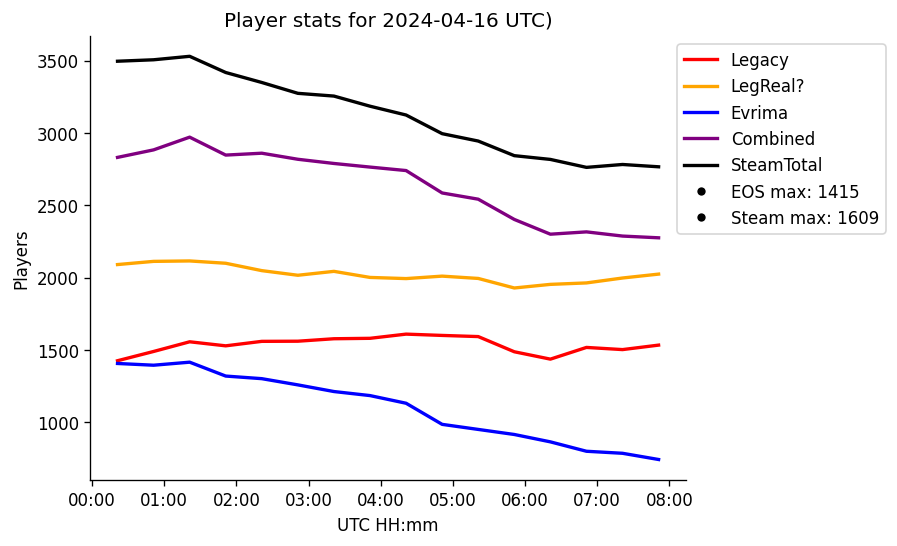 Player stats for 2024-04-16 UTC)
3500
3000
2500
2000
1500
1000
Players
00:00 01:00 02:00 03:00 04:00 05:00 06:00 07:00 08:00
UTC HH:mm
Legacy
LegReal?
Evrima
Combined
SteamTotal
EOS max: 1415
Steam max: 1609